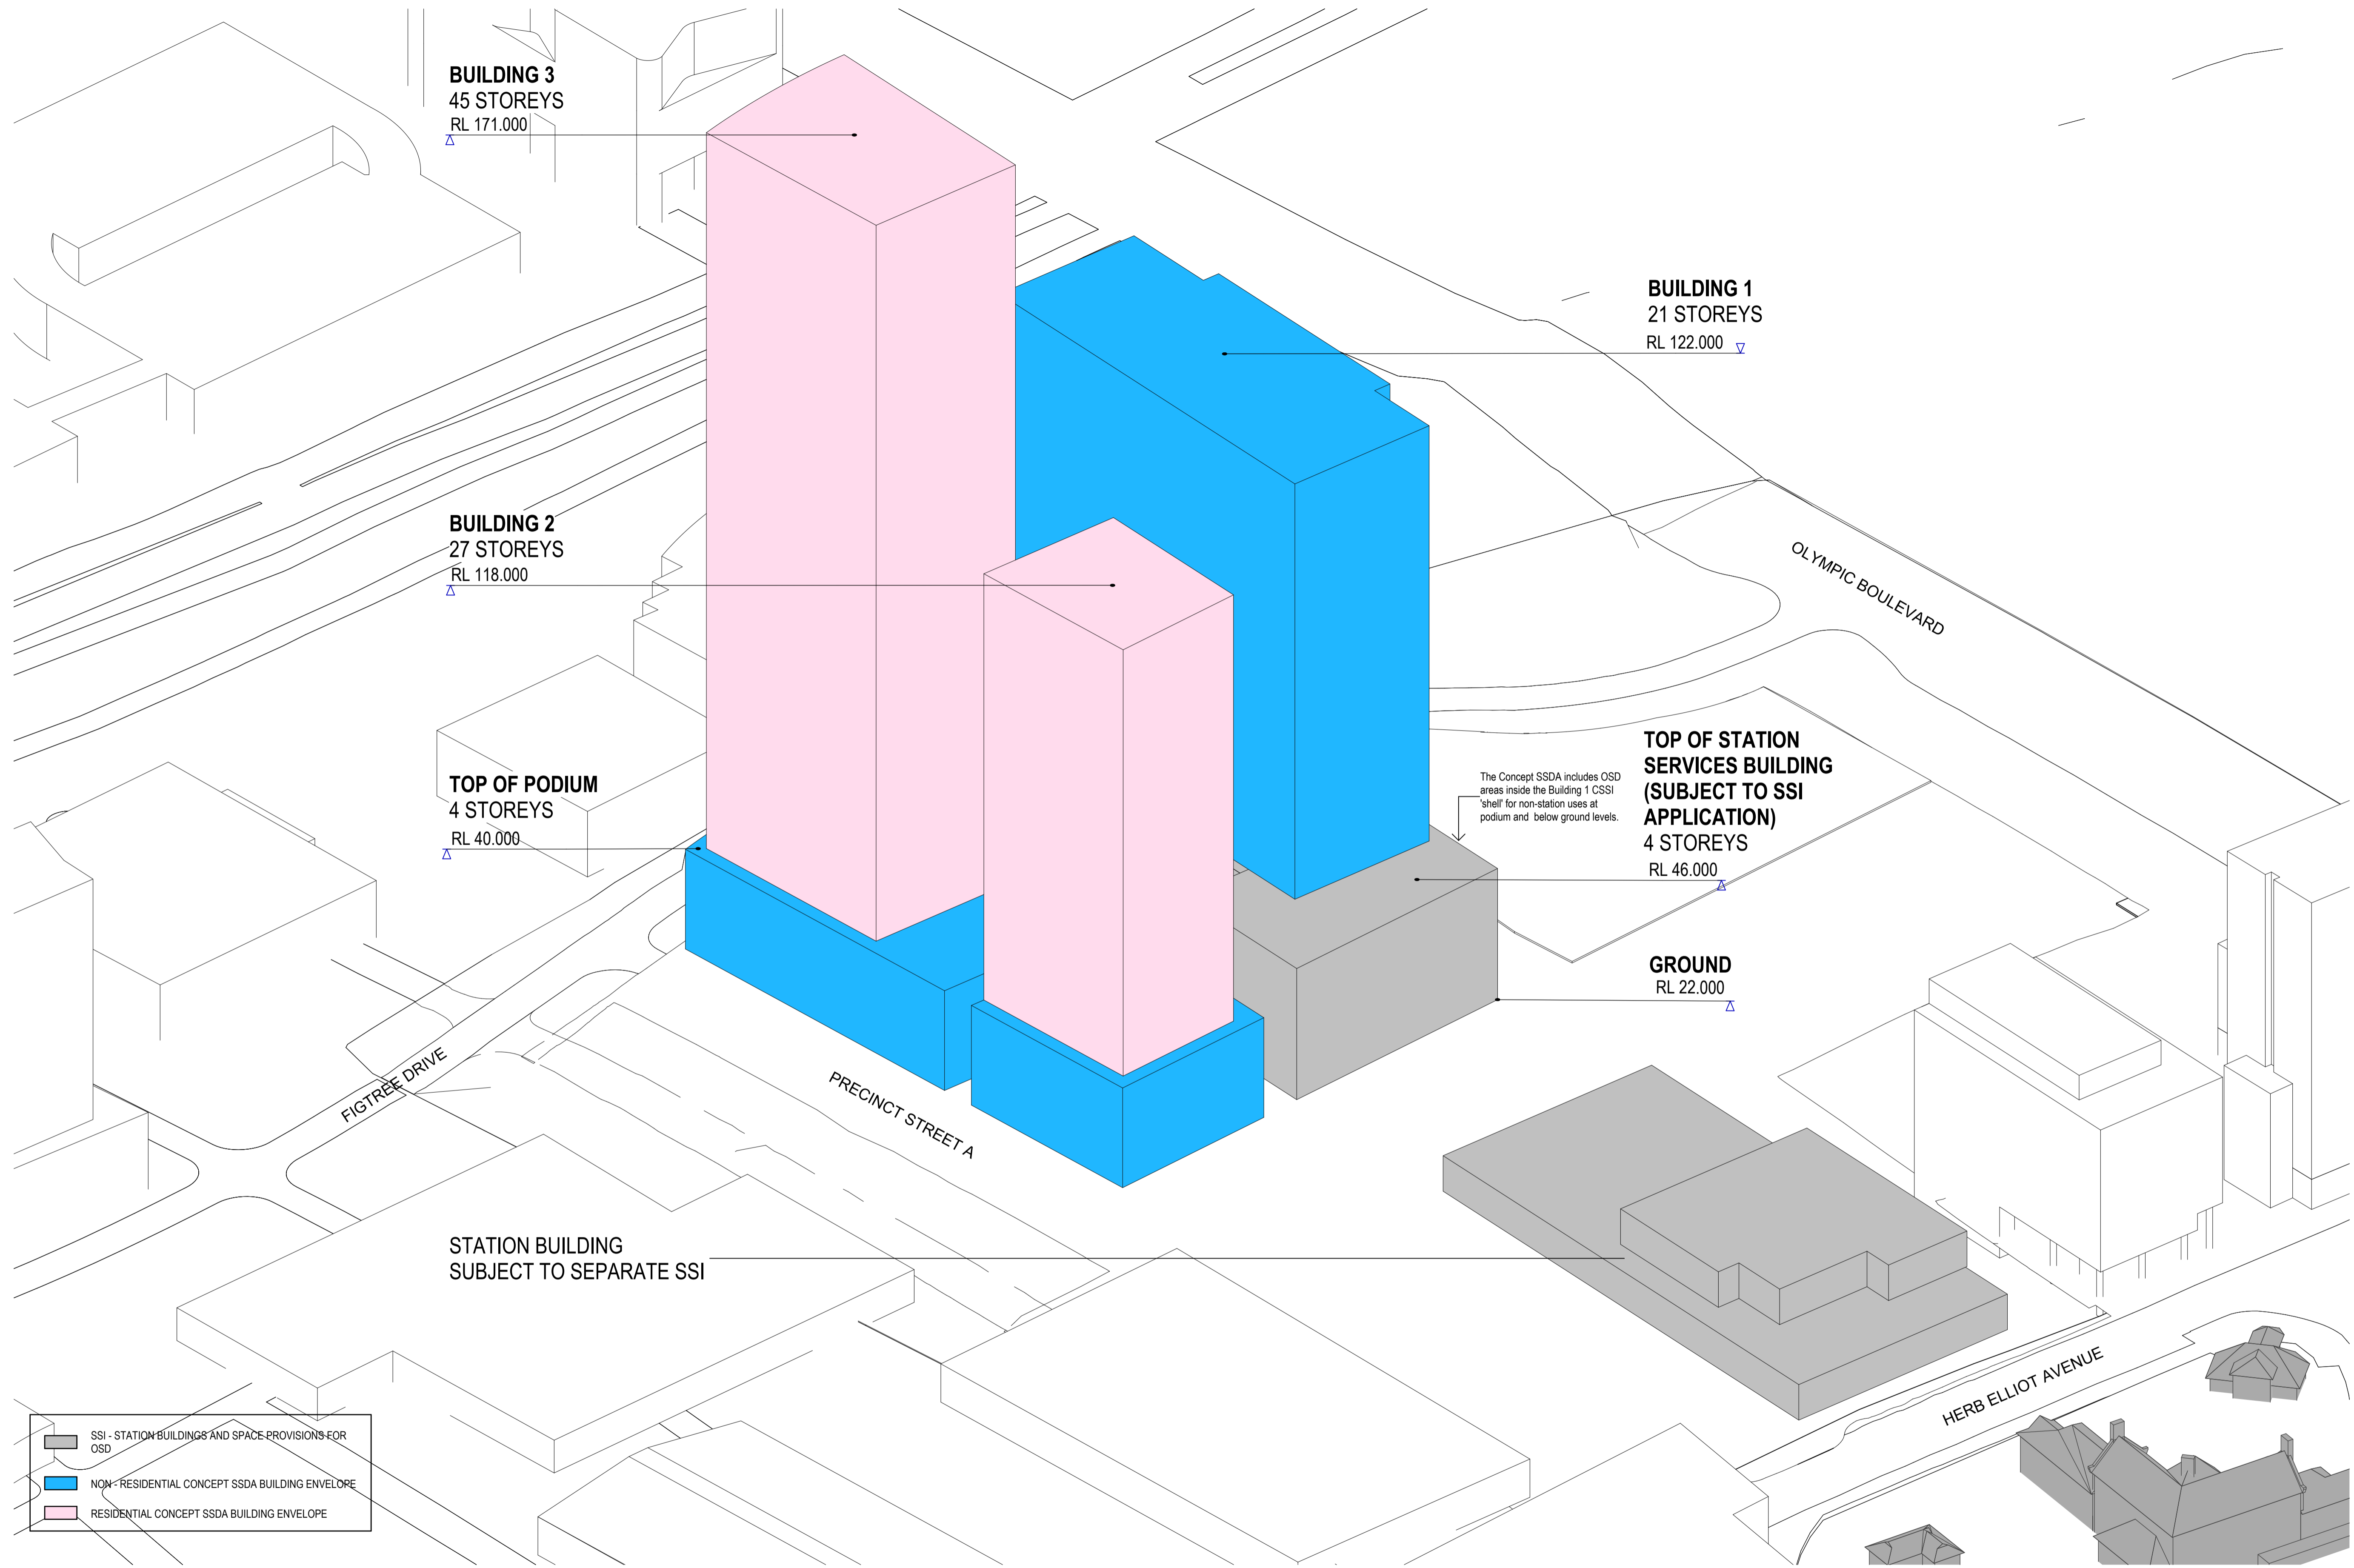 BUILDING 3
45 STOREYS
RL 171.000
BUILDING 1
21 STOREYS
RL 122.000
BUILDING 2
27 STOREYS
RL 118.000
OLYMPIC BOULEVARD
TOP OF PODIUM
4 STOREYS
RL 40.000
The Concept SSDA includes OSD
areas inside the Building 1 CSSI
'shell' for non-station uses at
podium and below ground levels.
TOP OF STATION
SERVICES BUILDING
(SUBJECT TO SSI
APPLICATION)
4 STOREYS
RL 46.000
GROUND
RL 22.000
FIGTREE DRIVE
PRECINCT STREET A
STATION BUILDING
SUBJECT TO SEPARATE SSI
HERB ELLIOT AVENUE
SSI - STATION BUILDINGS AND SPACE PROVISIONS FOR
OSD
NON - RESIDENTIAL CONCEPT SSDA BUILDING ENVELOPE
RESIDENTIAL CONCEPT SSDA BUILDING ENVELOPE